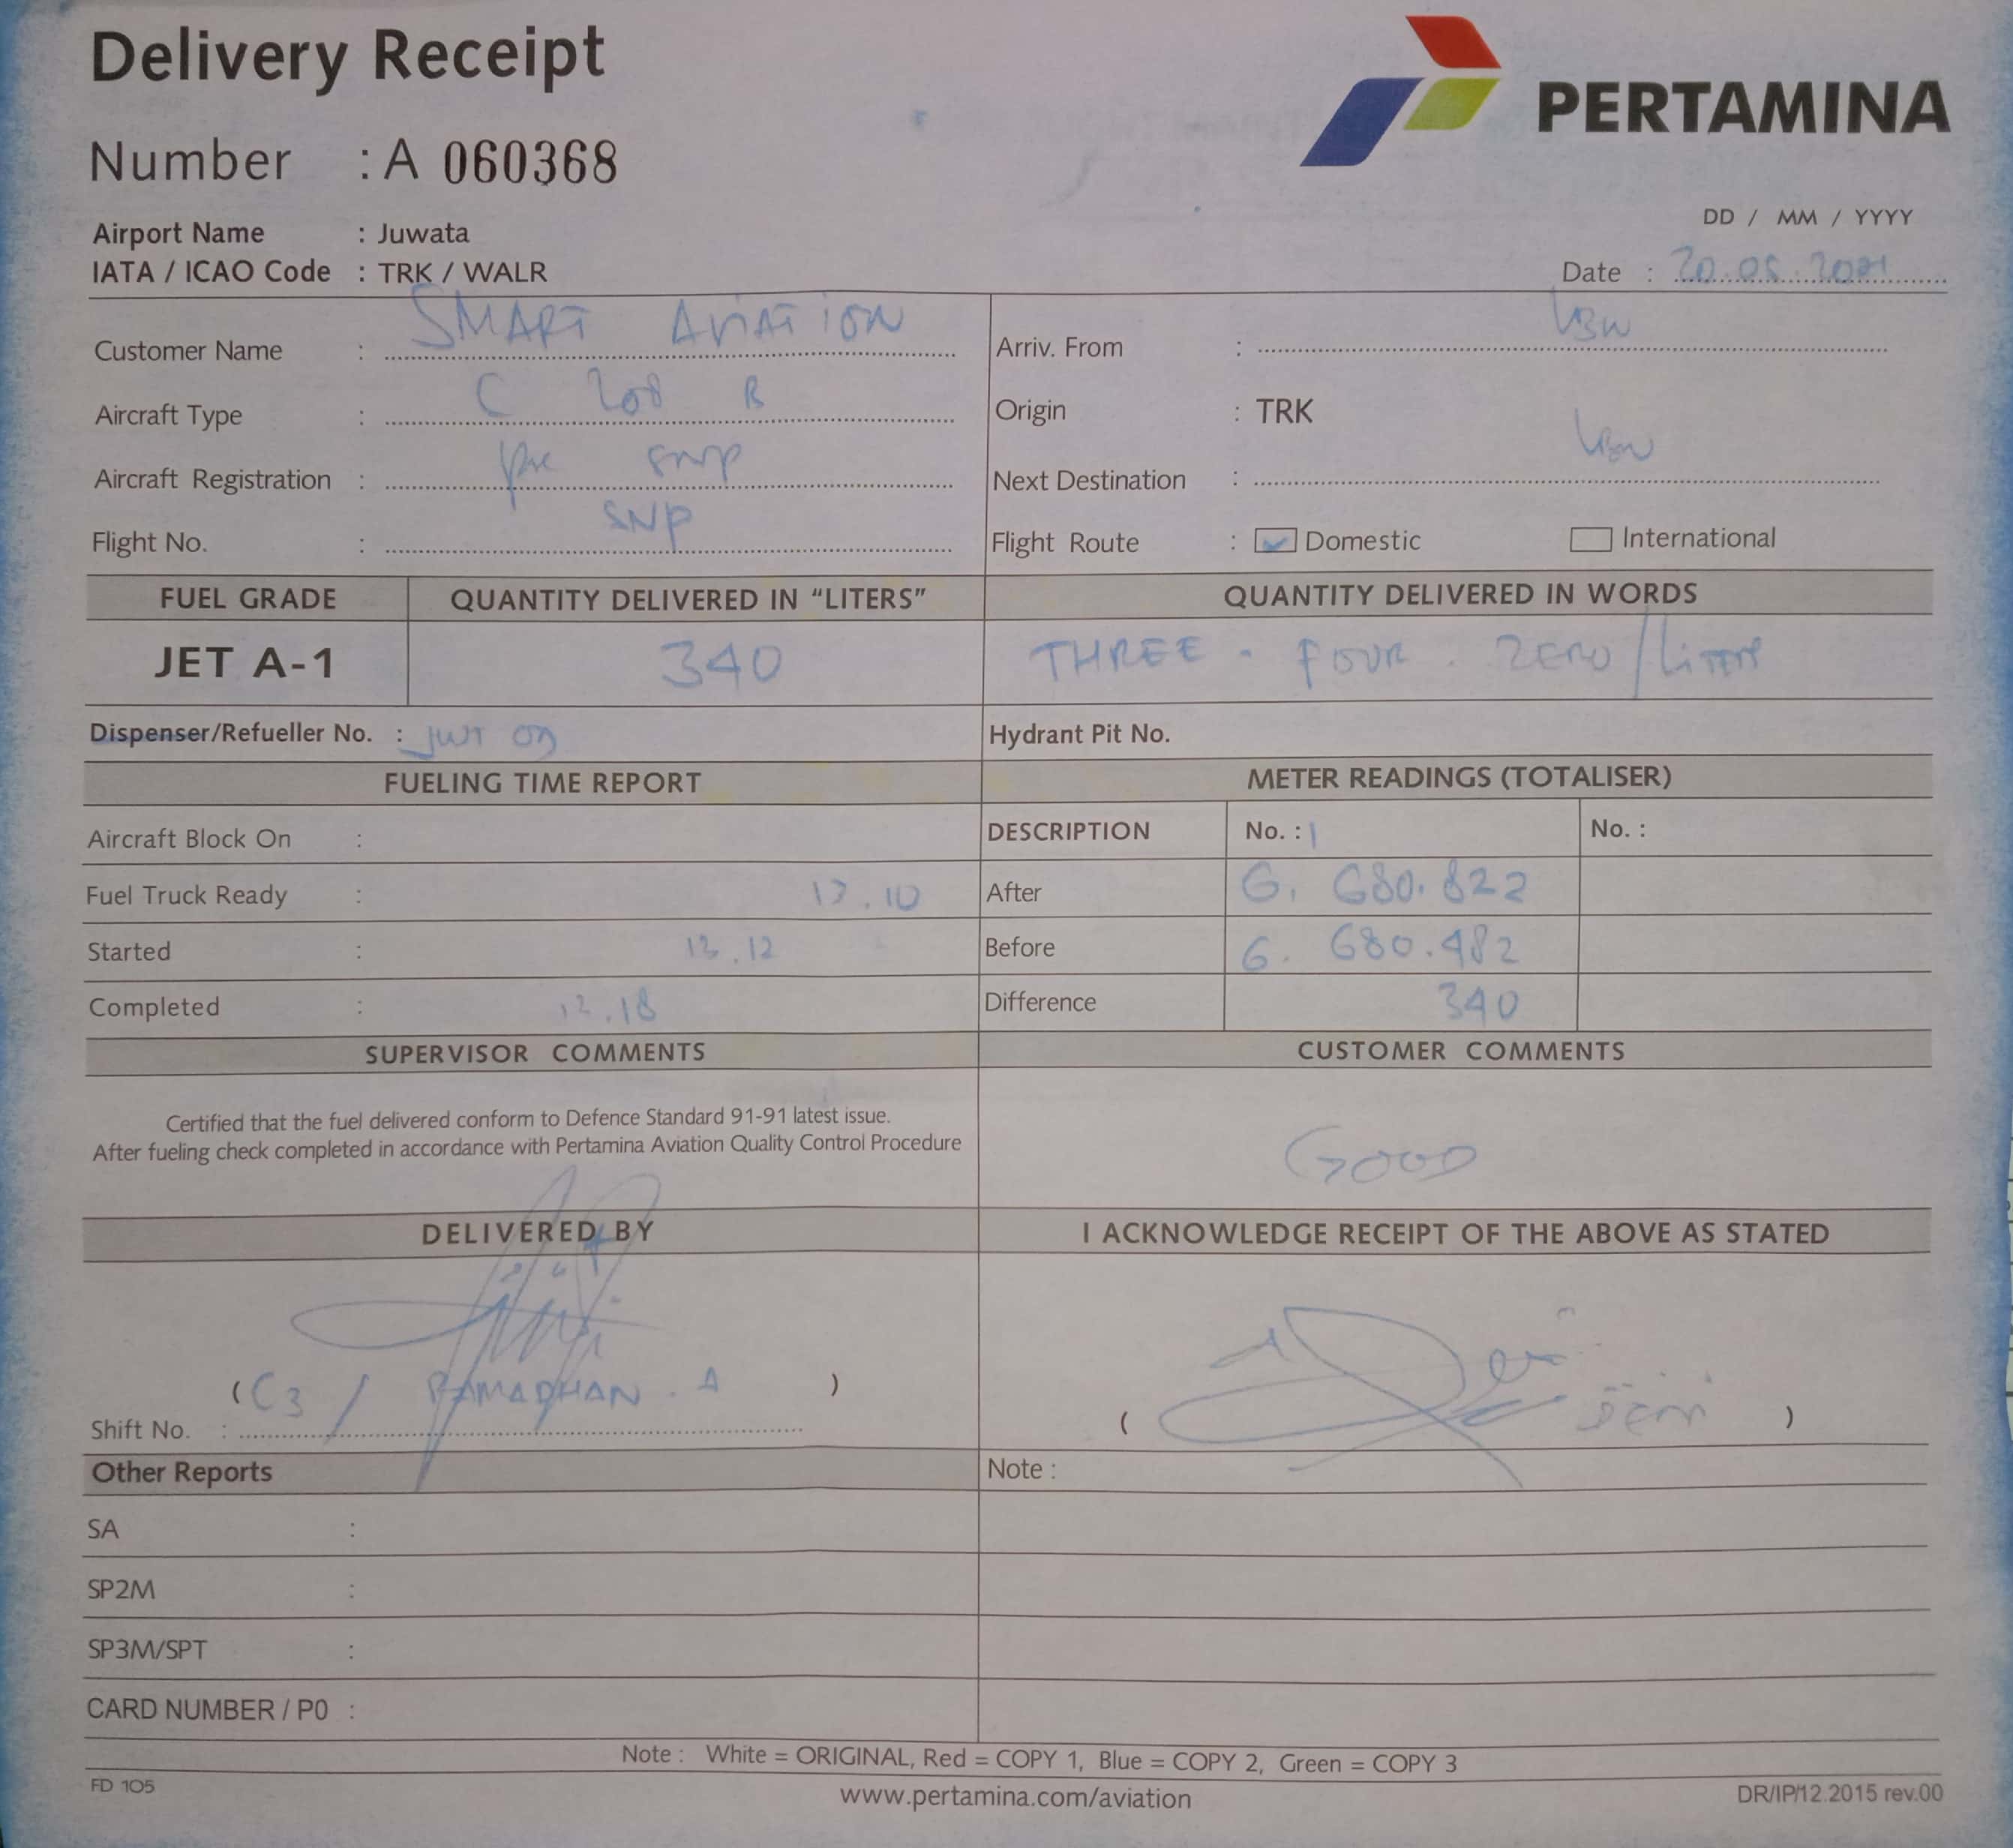 Delivery Receipt
PERTAMINA
Number : A 060368
DD / MM / YYYY
Airport Name : Juwata
IATA / ICAO Code : TRK / WALR
Date : 20.05.2021
Customer Name : SMART AVIATION
Arriv. From :
Aircraft Type : C 208 B
Origin : TRK
Aircraft Registration : PK SNP
Next Destination :
Flight No. : SNP
Flight Route : Domestic International
FUEL GRADE QUANTITY DELIVERED IN “LITERS” QUANTITY DELIVERED IN WORDS
JET A-1 340 THREE - FOUR - ZERO / LITERS
Dispenser/Refueller No. : JWT
Hydrant Pit No.
FUELING TIME REPORT METER READINGS (TOTALISER)
Aircraft Block On :
DESCRIPTION No. : 1 No. :
Fuel Truck Ready :
After 6. 680.822
Started :
Before 6. 680.482
Completed :
Difference 340
SUPERVISOR COMMENTS CUSTOMER COMMENTS
Certified that the fuel delivered conform to Defence Standard 91-91 latest issue.
After fueling check completed in accordance with Pertamina Aviation Quality Control Procedure
GOOD
DELIVERED BY I ACKNOWLEDGE RECEIPT OF THE ABOVE AS STATED
( C3 / RAMADHAN . A )
Shift No. :
( )
Other Reports Note :
SA :
SP2M :
SP3M/SPT :
CARD NUMBER / P0 :
Note : White = ORIGINAL, Red = COPY 1, Blue = COPY 2, Green = COPY 3
FD 105
www.pertamina.com/aviation
DR/IP/12.2015 rev.00